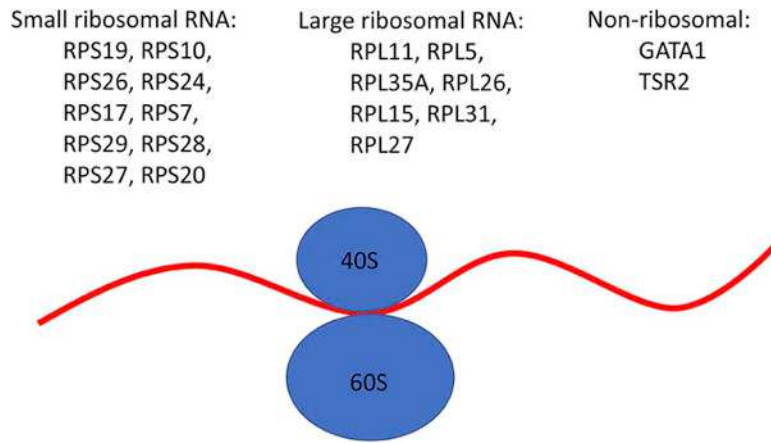 Small ribosomal RNA:
RPS19, RPS10,
RPS26, RPS24,
RPS17, RPS7,
RPS29, RPS28,
RPS27, RPS20
Large ribosomal RNA:
RPL11, RPL5,
RPL35A, RPL26,
RPL15, RPL31,
RPL27
Non-ribosomal:
GATA1
TSR2
40S
60S